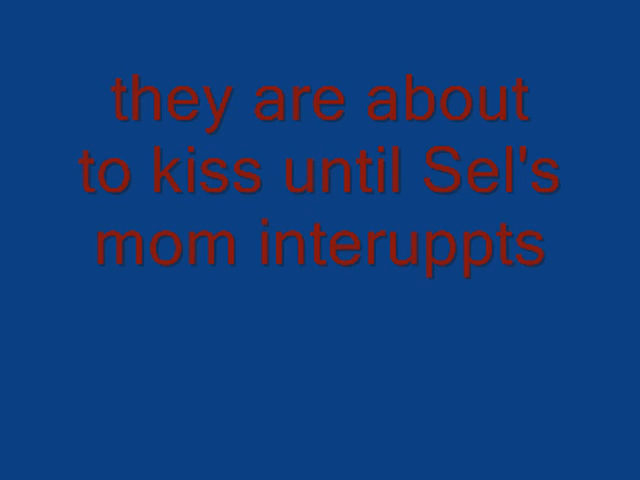 they are about
to kiss until Sel's
mom interuppts